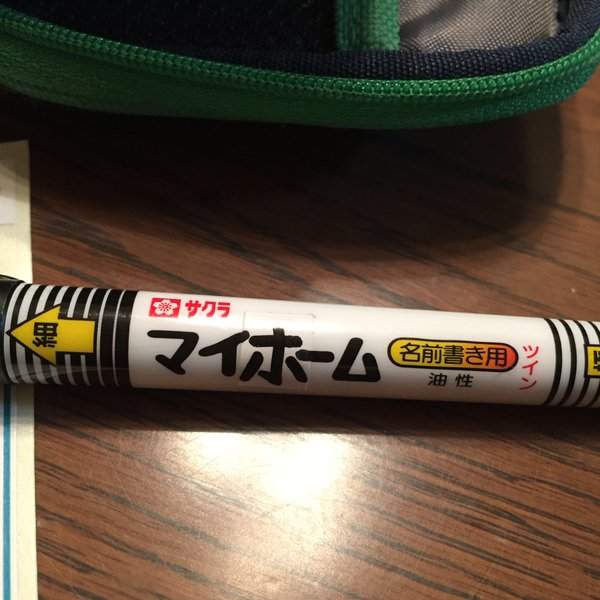 細
サクラ
マイホーム
名前書き用
油性
ツイン